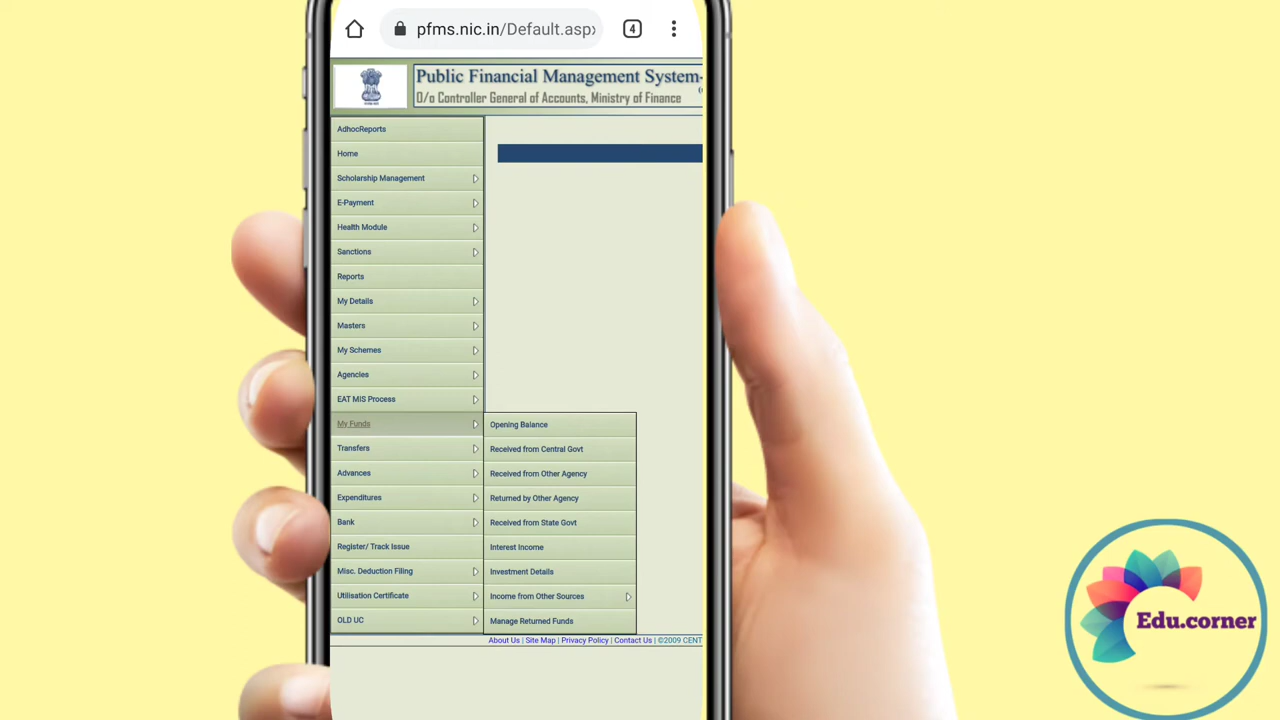 pfms.nic.in/Default.asp
4
Public Financial Management System-
O/o Controller General of Accounts, Ministry of Finance
AdhocReports
Home
Scholarship Management
E-Payment
Health Module
Sanctions
Reports
My Details
Masters
My Schemes
Agencies
EAT MIS Process
My Funds
Transfers
Advances
Expenditures
Bank
Register/ Track Issue
Misc. Deduction Filing
Utilisation Certificate
OLD UC
Opening Balance
Received from Central Govt
Received from Other Agency
Returned by Other Agency
Received from State Govt
Interest Income
Investment Details
Income from Other Sources
Manage Returned Funds
About Us | Site Map | Privacy Policy | Contact Us | ©2009 CENT
Edu.corner